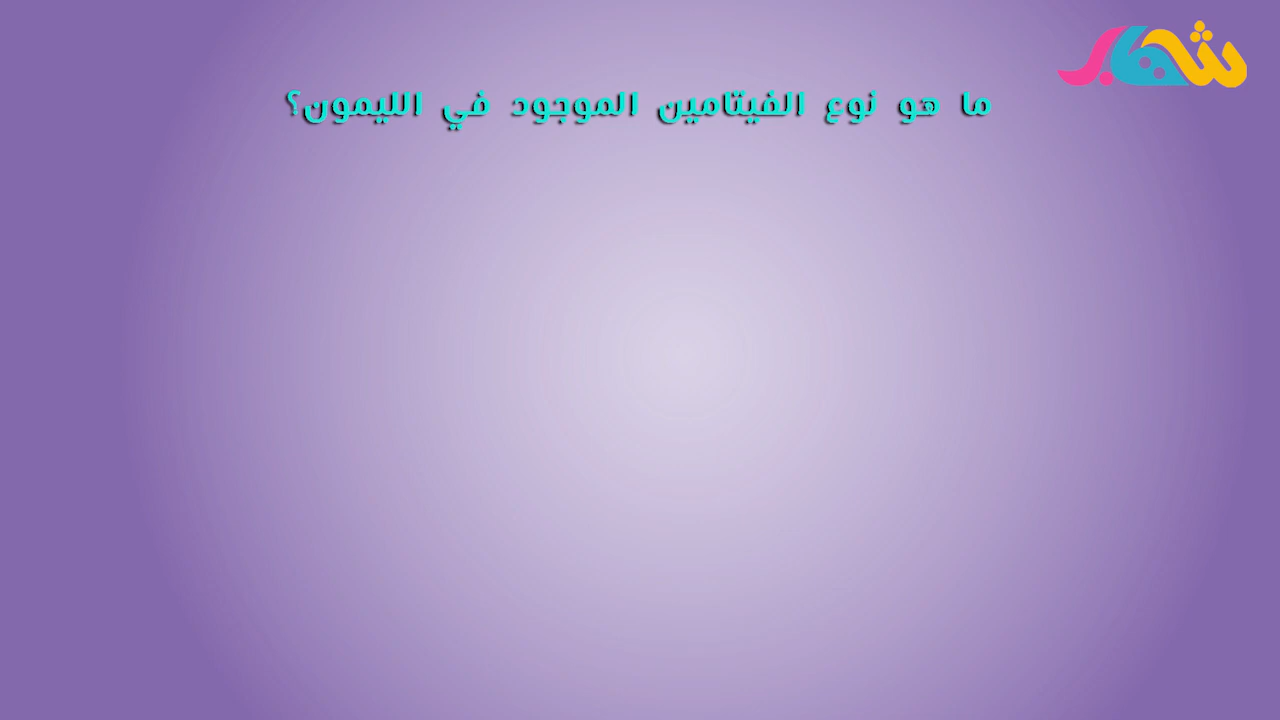 ما هو نوع الفيتامين الموجود في الليمون؟